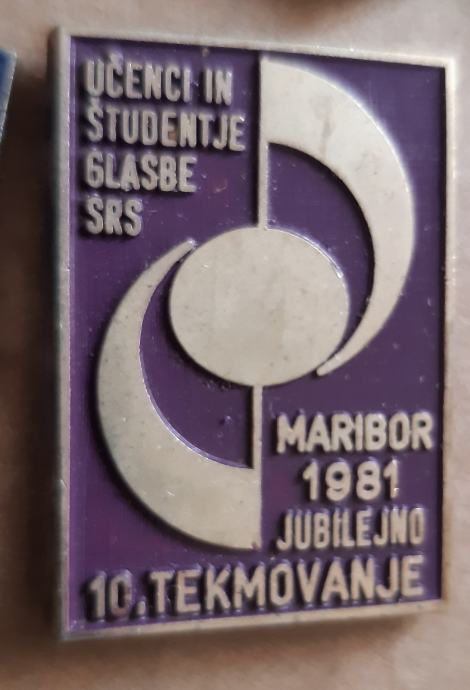 UČENCI IN
ŠTUDENTJE
GLASBE
SRS
MARIBOR
1981
JUBILEJNO
10. TEKMOVANJE